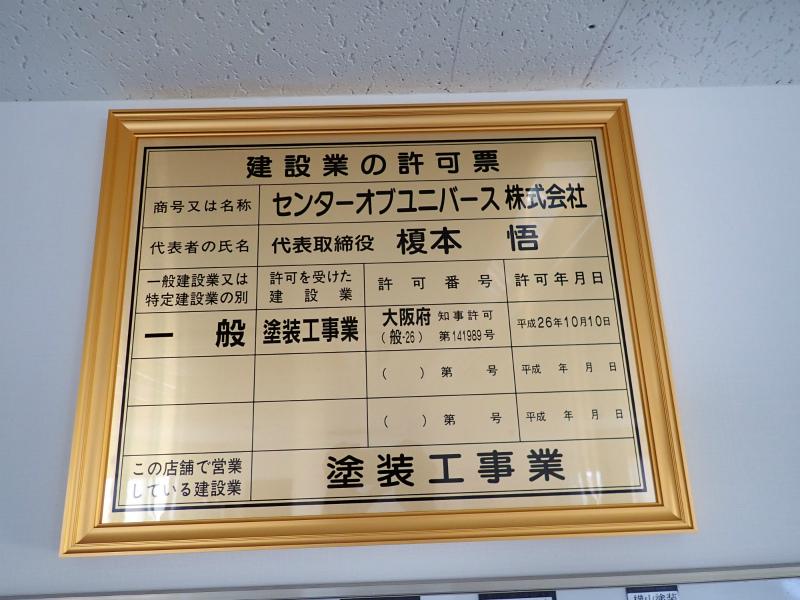 建設業の許可票
商号又は名称 センターオブユニバース 株式会社
代表者の氏名 代表取締役 榎本 悟
一般建設業又は
特定建設業の別
許可を受けた
建設業
許可番号
許可年月日
一般
塗装工事業
大阪府 知事許可
(般-26) 第141989号
平成26年10月10日
( ) 第 号 平成 年 月 日
( ) 第 号 平成 年 月 日
この店舗で営業
している建設業
塗装工事業
横山塗装